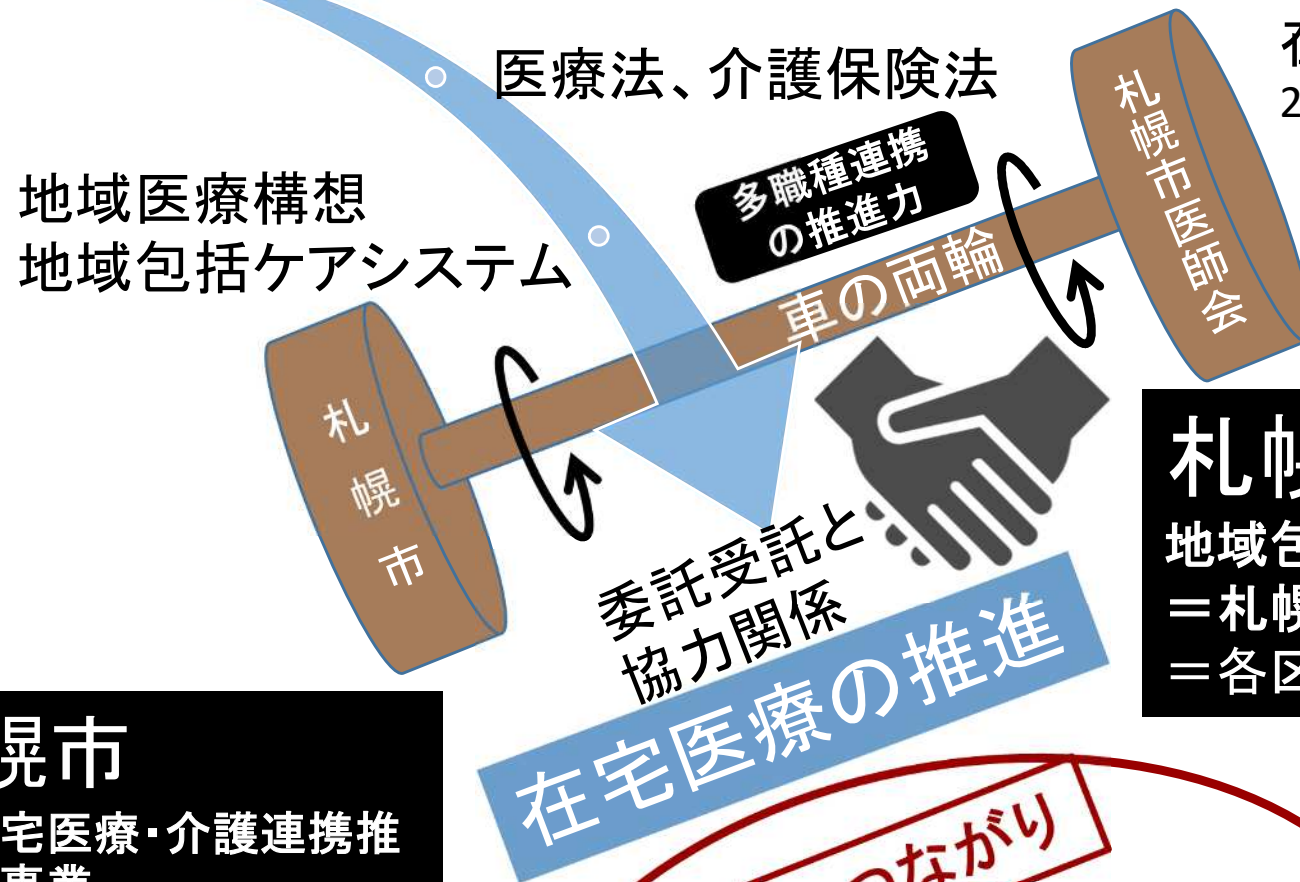 医療法、介護保険法
地域医療構想
地域包括ケアシステム
多職種連携
の推進力
車の両輪
札幌市医師会
札幌市
委託受託と
協力関係
在宅医療の推進
札幌
地域包
＝札幌
＝各区
幌市
宅医療・介護連携推
事業
つながり
在
2